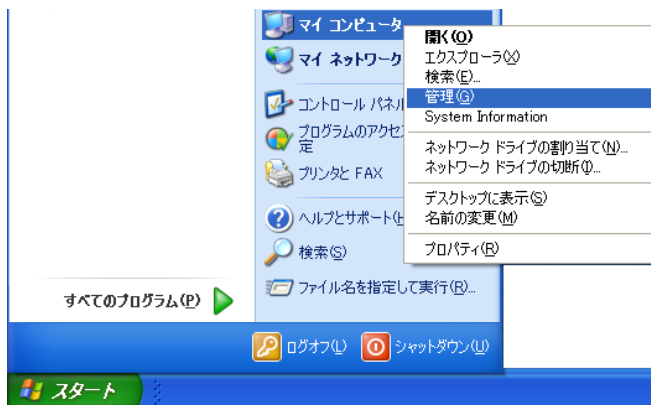 マイ コンピュータ
マイ ネットワーク
コントロール パネル
プログラムのアクセス
定
プリンタと FAX
ヘルプとサポート(H
検索(S)
ファイル名を指定して実行(R)...
すべてのプログラム(P)
ログオフ(L)
シャットダウン(U)
スタート
開く(O)
エクスプローラ(X)
検索(E)...
管理(G)
System Information
ネットワーク ドライブの割り当て(N)...
ネットワーク ドライブの切断(I)...
デスクトップに表示(S)
名前の変更(M)
プロパティ(R)